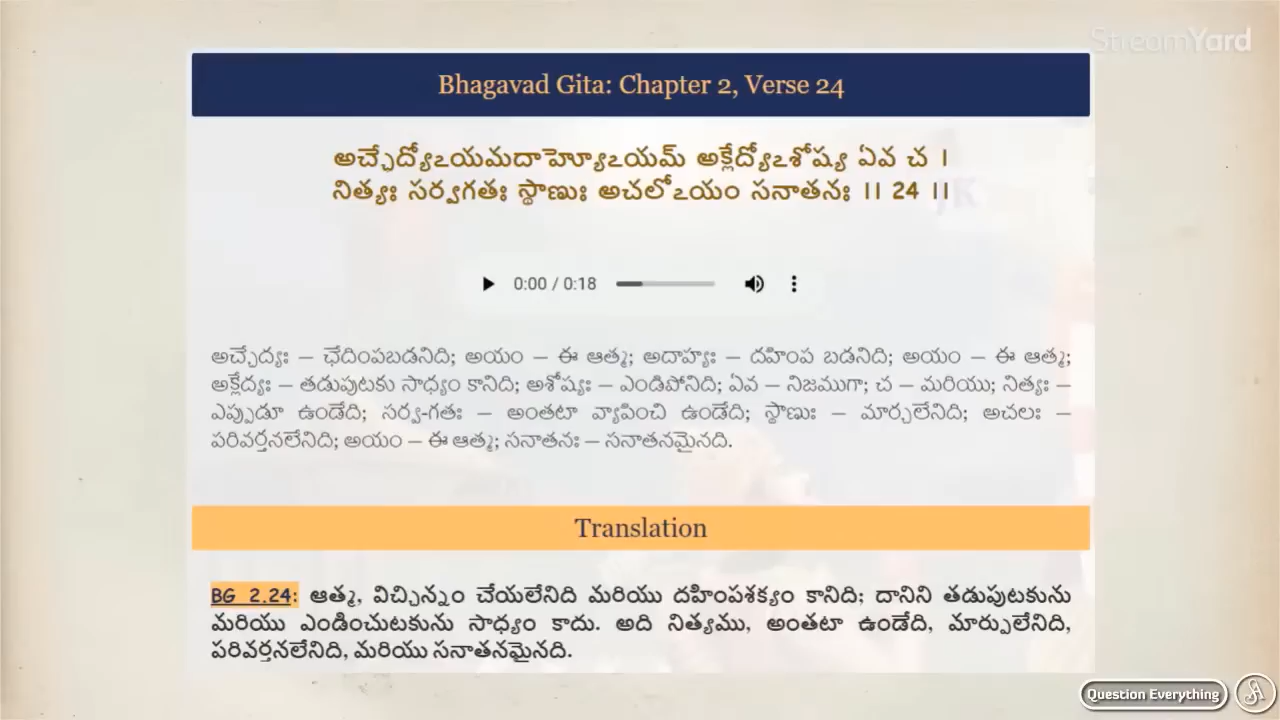 StreamYard
Bhagavad Gita: Chapter 2, Verse 24
అచ్ఛేద్యోఽయమదాహ్యోఽయమ్ అక్లేద్యోఽశోష్య ఏవ చ ।
నిత్యః సర్వగతః స్థాణుః అచలోఽయం సనాతనః ।। 24 ।।
0:00 / 0:18
అచ్ఛేద్యః — ఛేదింపబడనిది; అయం — ఈ ఆత్మ; అదాహ్యః — దహింప బడనిది; అయం — ఈ ఆత్మ;
అక్లేద్యః — తడుపుటకు సాధ్యం కానిది; అశోష్యః — ఎండిపోనిది; ఏవ — నిజముగా; చ — మరియు; నిత్యః —
ఎప్పుడూ ఉండేది; సర్వ-గతః — అంతటా వ్యాపించి ఉండేది; స్థాణుః — మార్చలేనిది; అచలః —
పరివర్తనలేనిది; అయం — ఈ ఆత్మ; సనాతనః — సనాతనమైనది.
Translation
BG 2.24: ఆత్మ, విచ్ఛిన్నం చేయలేనిది మరియు దహింపశక్యం కానిది; దానిని తడుపుటకును
మరియు ఎండించుటకును సాధ్యం కాదు. అది నిత్యము, అంతటా ఉండేది, మార్పులేనిది,
పరివర్తనలేనిది, మరియు సనాతనమైనది.
Question Everything